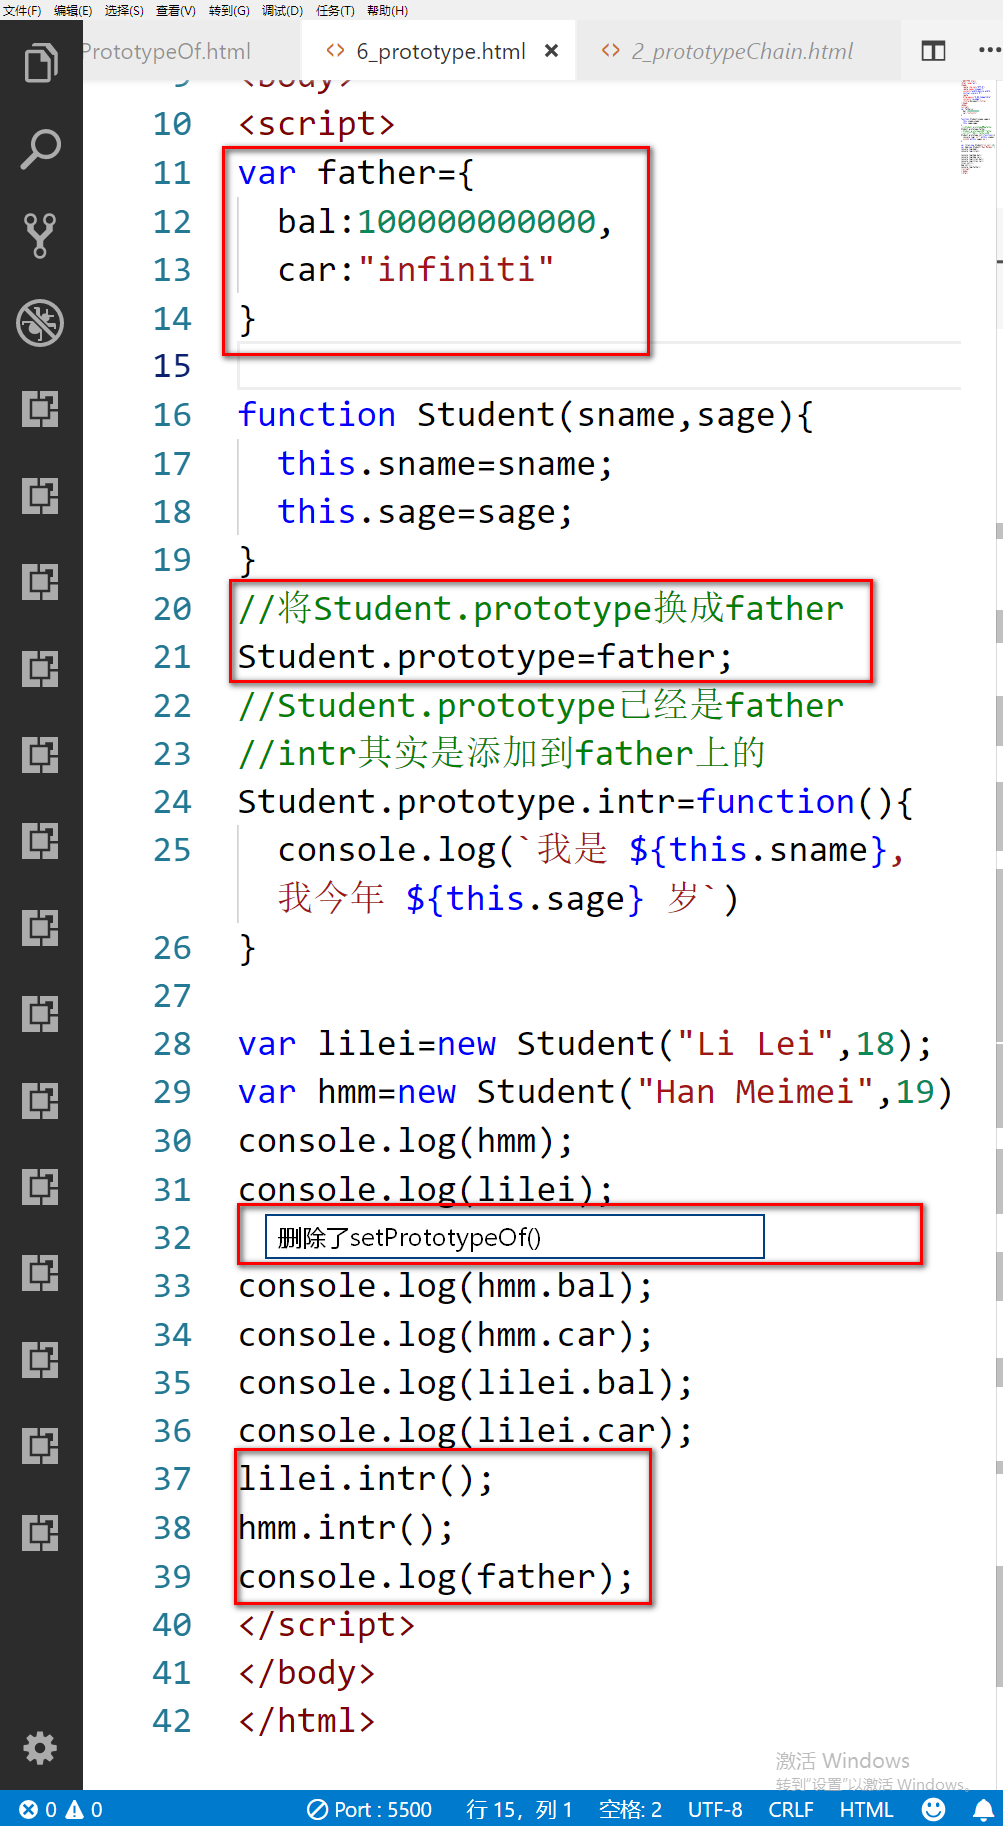 文件(F) 编辑(E) 选择(S) 查看(V) 转到(G) 调试(D) 任务(T) 帮助(H)
PrototypeOf.html <> 6_prototype.html × <> 2_prototypeChain.html ...
9 <body>
10 <script>
11 var father={
12 bal:100000000000,
13 car:"infiniti"
14 }
15
16 function Student(sname,sage){
17 this.sname=sname;
18 this.sage=sage;
19 }
20 //将Student.prototype换成father
21 Student.prototype=father;
22 //Student.prototype已经是father
23 //intr其实是添加到father上的
24 Student.prototype.intr=function(){
25 console.log(`我是 ${this.sname},
我今年 ${this.sage} 岁`)
26 }
27
28 var lilei=new Student("Li Lei",18);
29 var hmm=new Student("Han Meimei",19)
30 console.log(hmm);
31 console.log(lilei);
32 删除了setPrototypeOf()
33 console.log(hmm.bal);
34 console.log(hmm.car);
35 console.log(lilei.bal);
36 console.log(lilei.car);
37 lilei.intr();
38 hmm.intr();
39 console.log(father);
40 </script>
41 </body>
42 </html>
激活 Windows
转到"设置"以激活 Windows。
0 0 Port : 5500 行 15，列 1 空格: 2 UTF-8 CRLF HTML